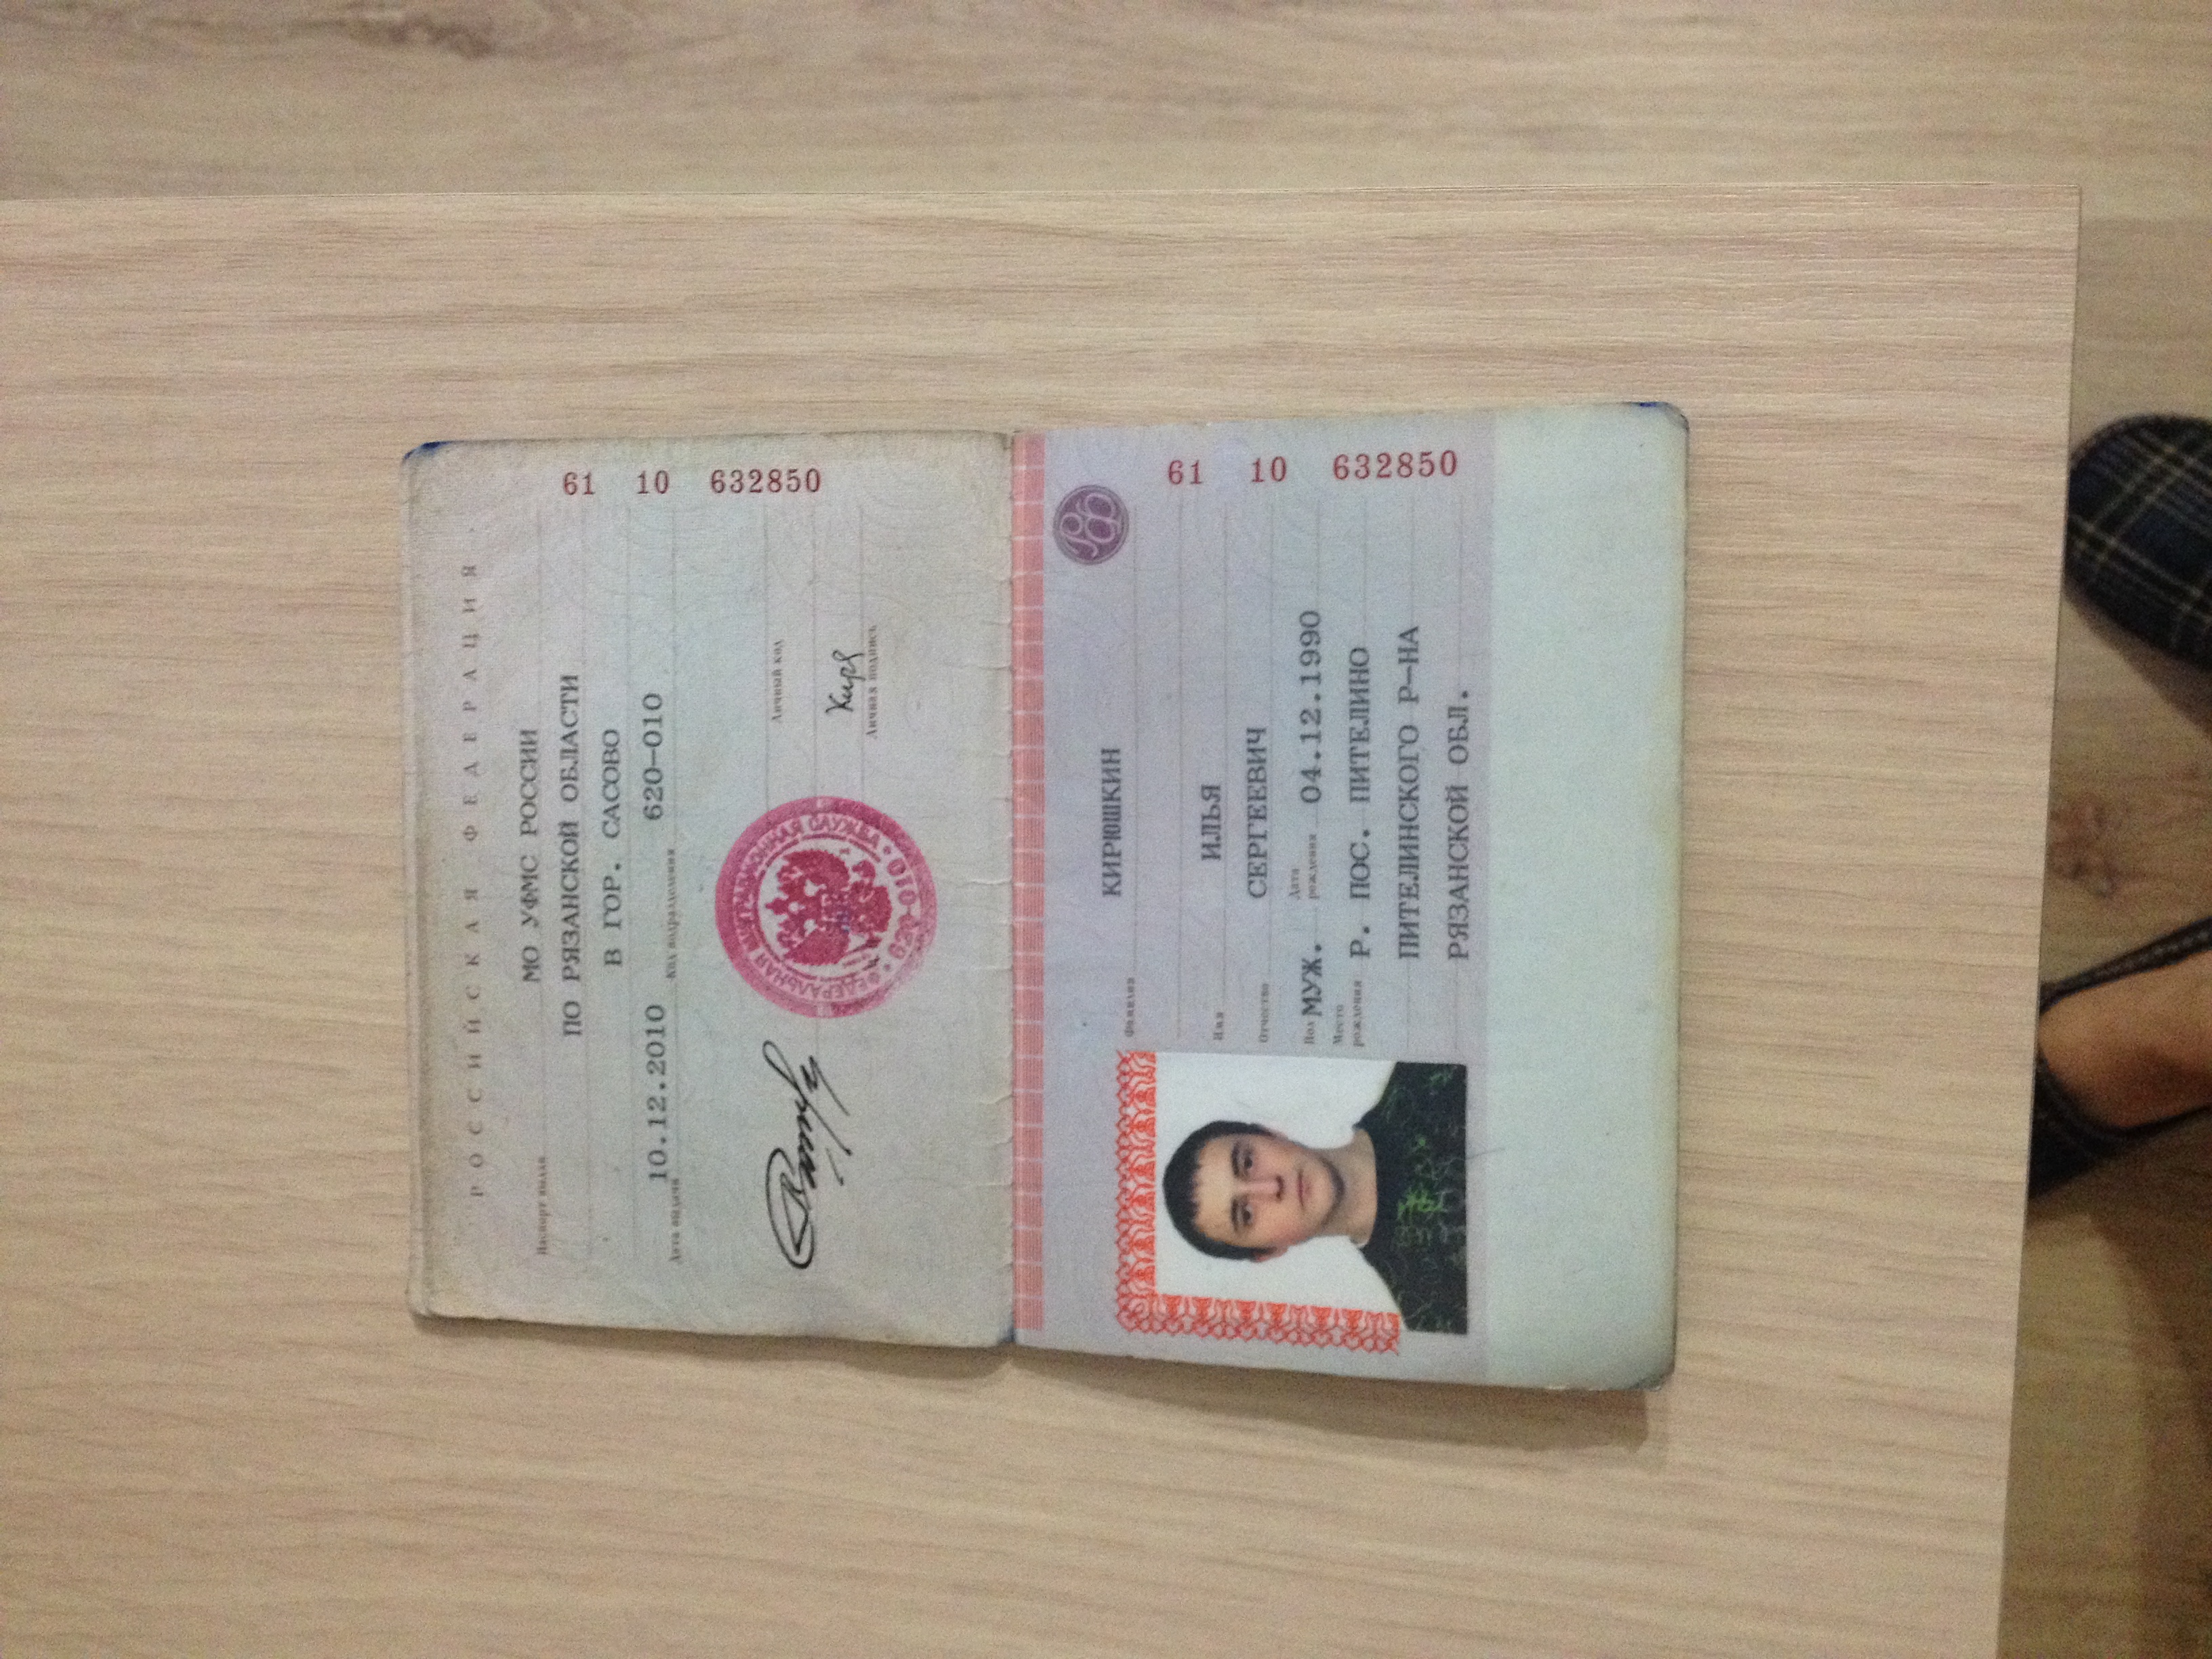 РОССИЙСКАЯ ФЕДЕРАЦИЯ
Паспорт выдан МО УФМС РОССИИ
ПО РЯЗАНСКОЙ ОБЛАСТИ
В ГОР. САСОВО
Дата выдачи 10.12.2010 Код подразделения 620-010
61 10 632850
ФЕДЕРАЛЬНАЯ МИГРАЦИОННАЯ СЛУЖБА
620-010
Личный код
Личная подпись
РФ
Фамилия КИРЮШКИН
Имя ИЛЬЯ
Отчество СЕРГЕЕВИЧ
Пол МУЖ. Дата рождения 04.12.1990
Место рождения Р. ПОС. ПИТЕЛИНО
ПИТЕЛИНСКОГО Р-НА
РЯЗАНСКОЙ ОБЛ.
61 10 632850